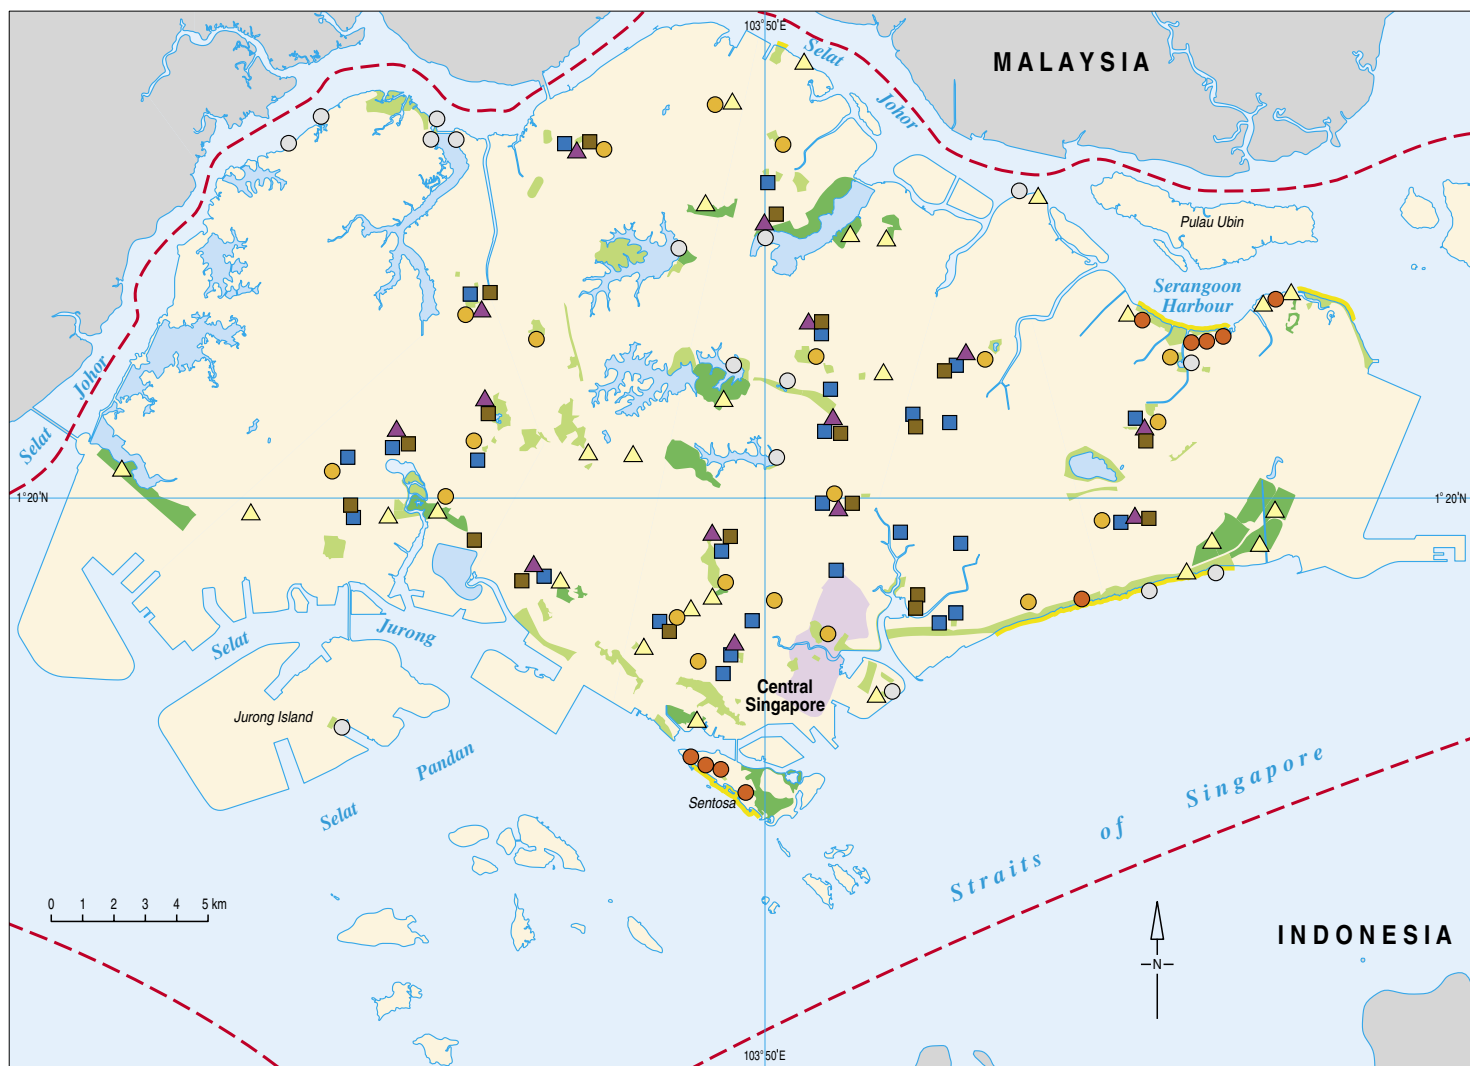 103°50'E
Selat
Johor
MALAYSIA
Pulau Ubin
Serangoon
Harbour
Johor
Selat
1°20'N
1°20'N
Selat
Jurong
Jurong Island
Central
Singapore
Pandan
Selat
Sentosa
Straits of Singapore
0 1 2 3 4 5 km
INDONESIA
N
103°50'E